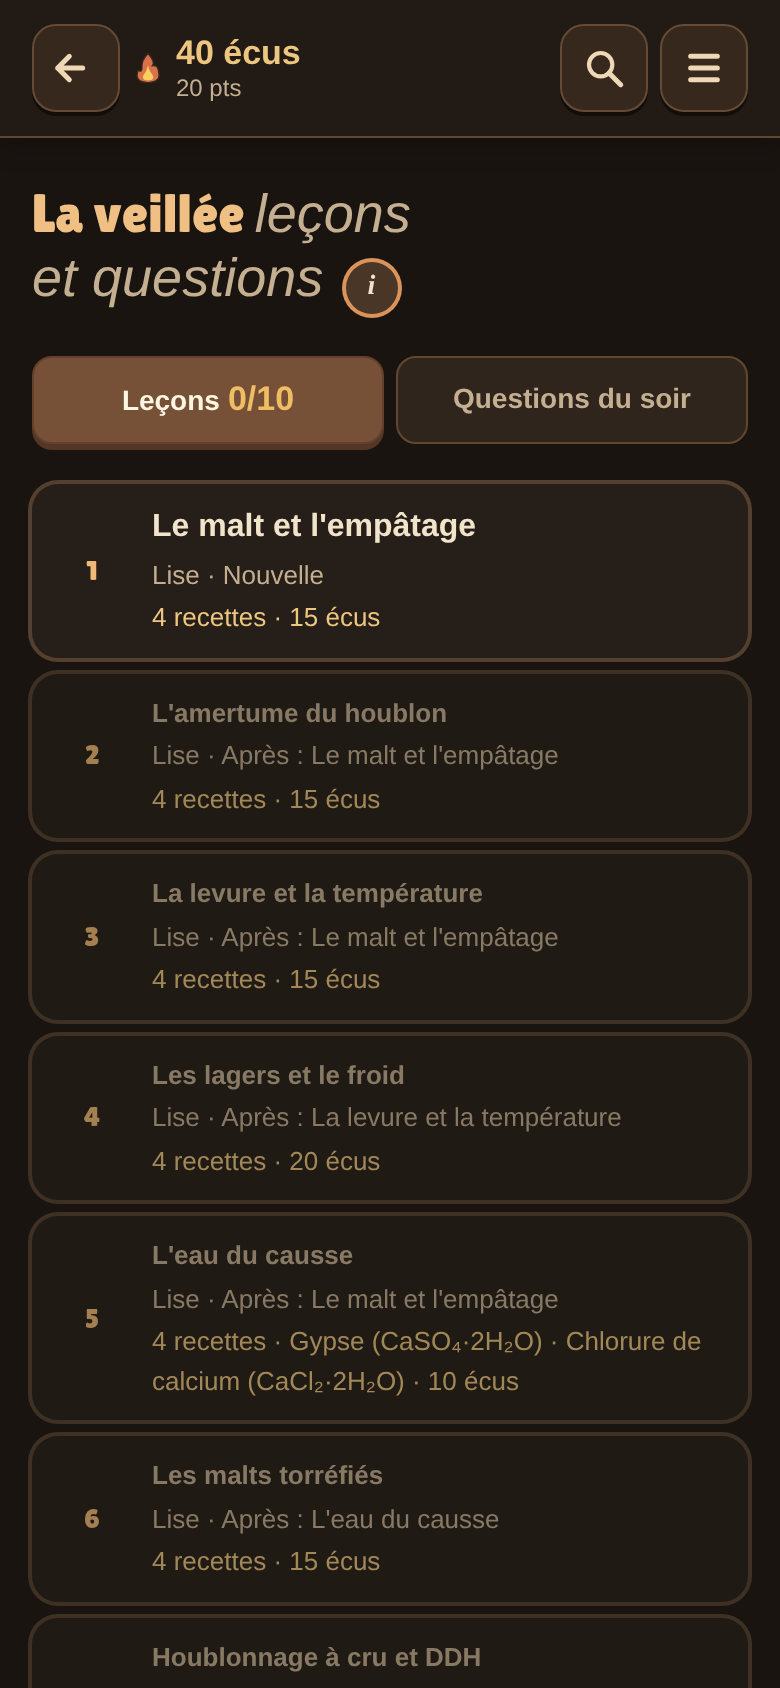 40 écus
20 pts
La veillée leçons
et questions i
Leçons 0/10
Questions du soir
1
Le malt et l'empâtage
Lise · Nouvelle
4 recettes · 15 écus
2
L'amertume du houblon
Lise · Après : Le malt et l'empâtage
4 recettes · 15 écus
3
La levure et la température
Lise · Après : Le malt et l'empâtage
4 recettes · 15 écus
4
Les lagers et le froid
Lise · Après : La levure et la température
4 recettes · 20 écus
5
L'eau du causse
Lise · Après : Le malt et l'empâtage
4 recettes · Gypse (CaSO₄·2H₂O) · Chlorure de
calcium (CaCl₂·2H₂O) · 10 écus
6
Les malts torréfiés
Lise · Après : L'eau du causse
4 recettes · 15 écus
Houblonnage à cru et DDH